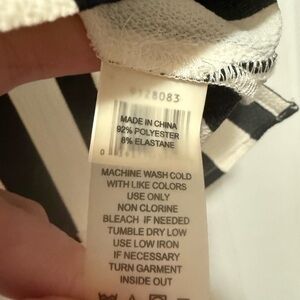 MADE IN CHINA
92% POLYESTER
8% ELASTANE
MACHINE WASH COLD
WITH LIKE COLORS
USE ONLY
NON CLORINE
BLEACH IF NEEDED
TUMBLE DRY LOW
USE LOW IRON
IF NECESSARY
TURN GARMENT
INSIDE OUT